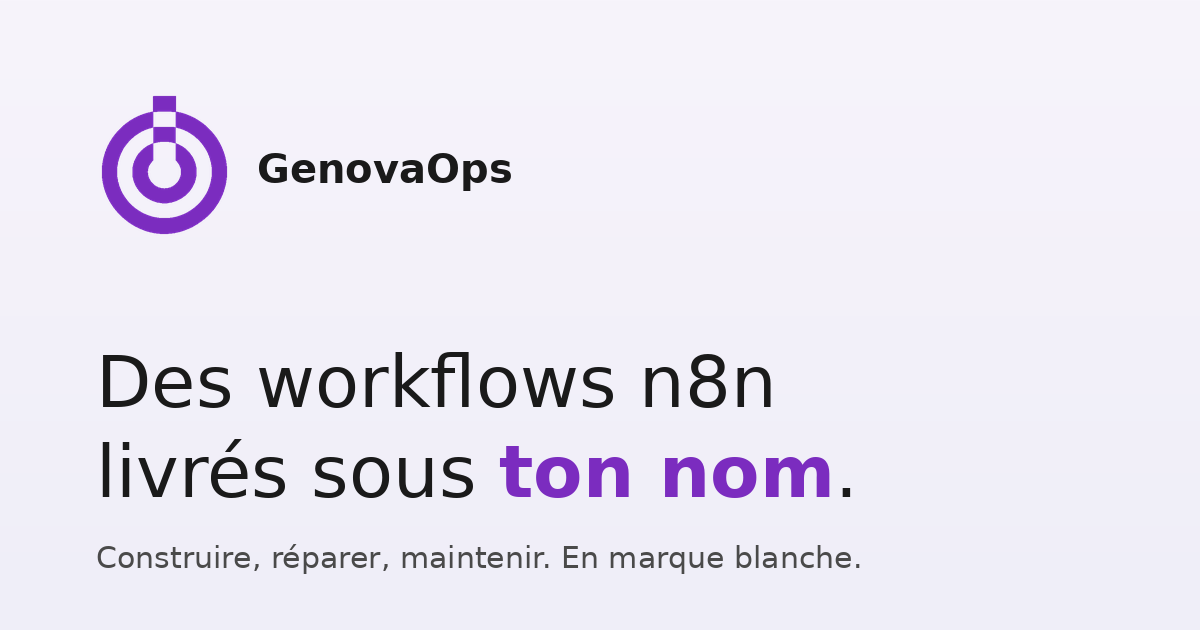 GenovaOps
Des workflows n8n
livrés sous ton nom.
Construire, réparer, maintenir. En marque blanche.